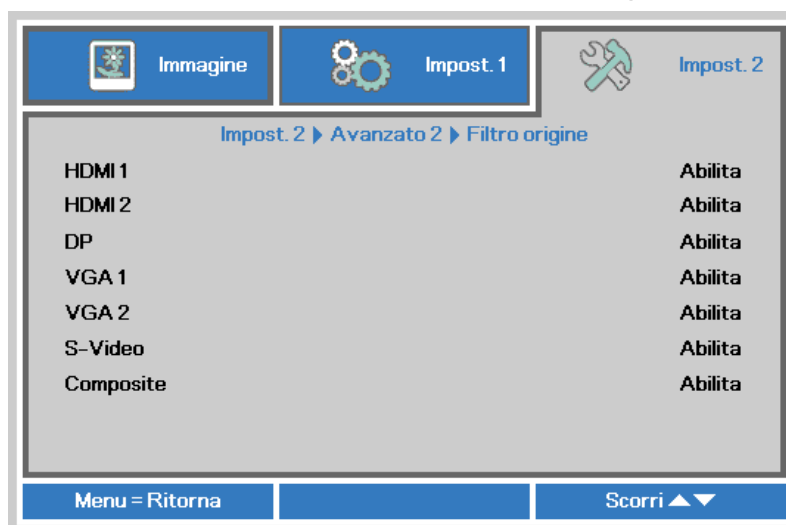 Immagine
Impost. 1
Impost. 2
Impost. 2 ▶ Avanzato 2 ▶ Filtro origine
HDMI 1 Abilita
HDMI 2 Abilita
DP Abilita
VGA 1 Abilita
VGA 2 Abilita
S-Video Abilita
Composite Abilita
Menu = Ritorna
Scorri ▲▼